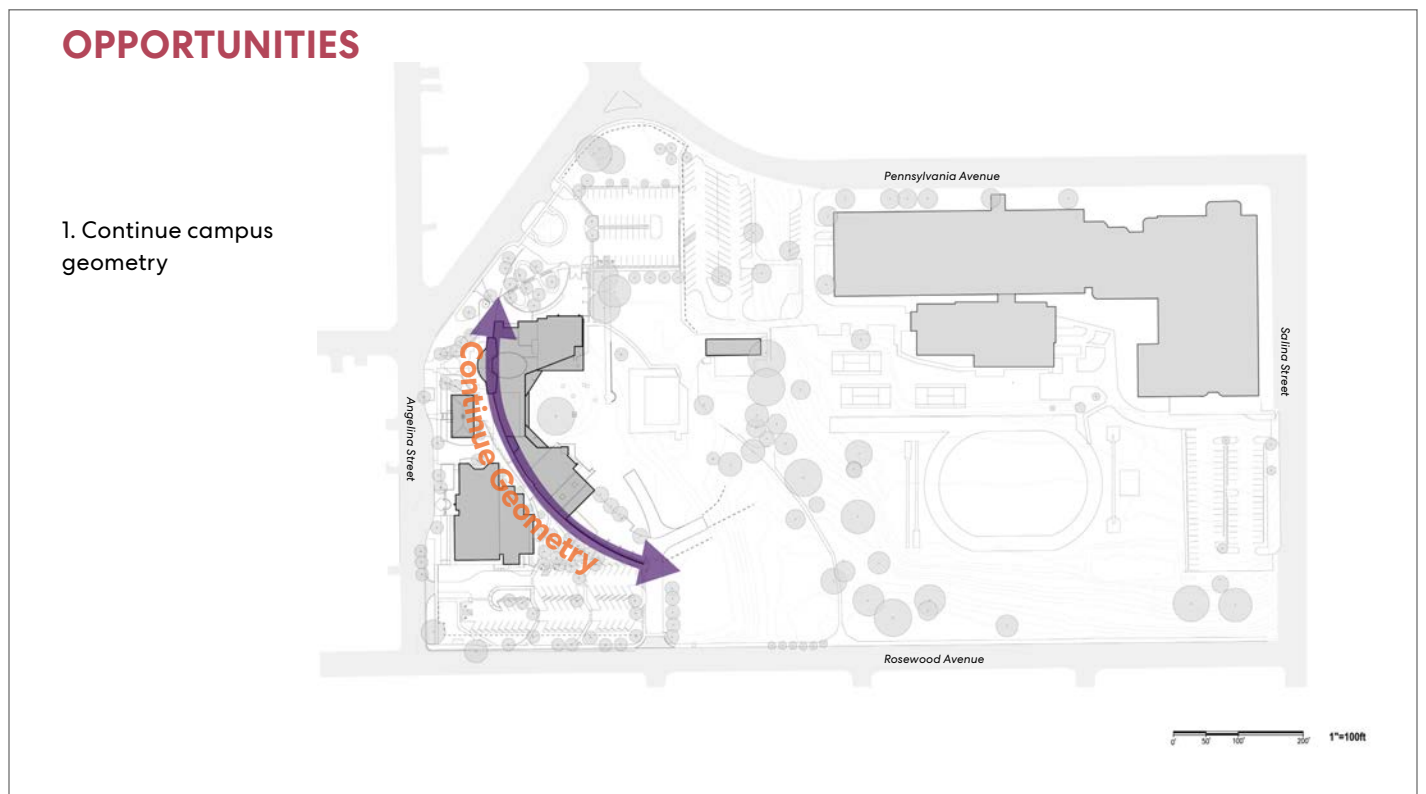 OPPORTUNITIES
1. Continue campus
geometry
Pennsylvania Avenue
Salina Street
Continue Geometry
Angelina Street
Rosewood Avenue
0' 50' 100' 200'
1"=100ft